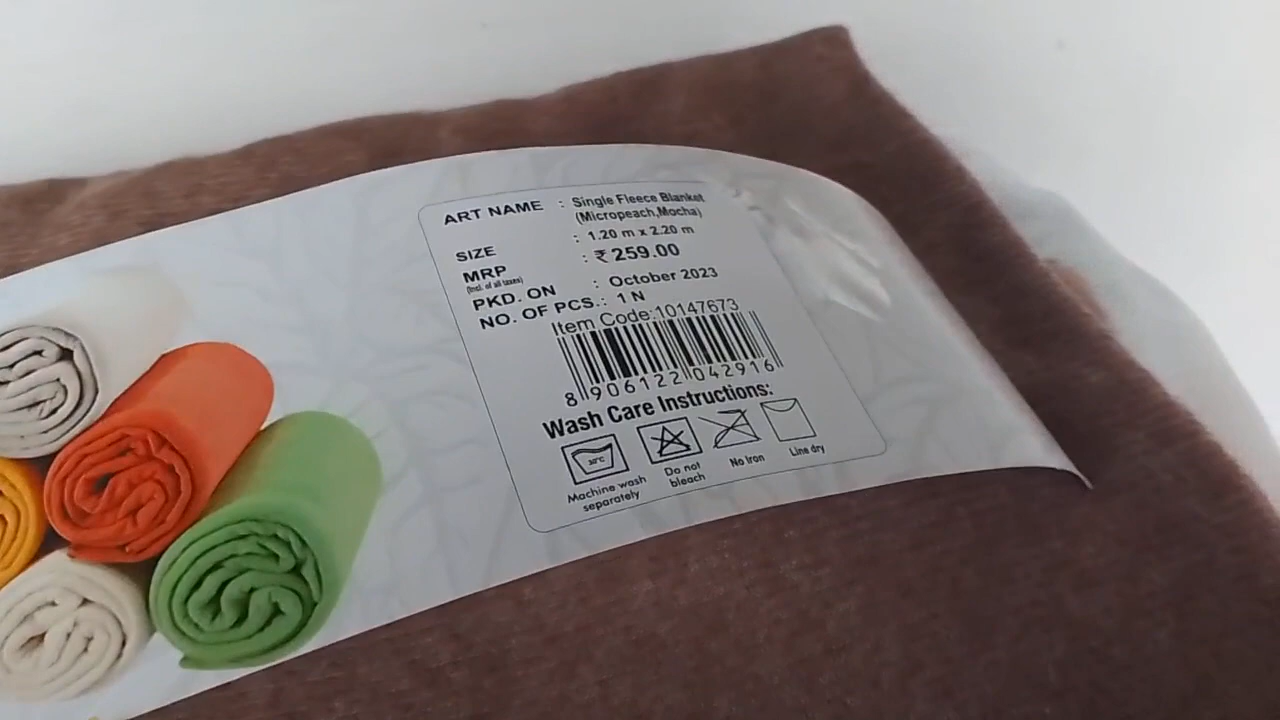 ART NAME : Single Fleece Blanket
(Micropeach,Mocha)
SIZE : 1.20 m x 2.20 m
MRP : ₹ 259.00
(Incl. of all taxes)
PKD. ON : October 2023
NO. OF PCS. : 1 N
Item Code:10147673
8 906122 042916
Wash Care Instructions:
30°C
Machine wash separately
Do not bleach
No Iron
Line dry